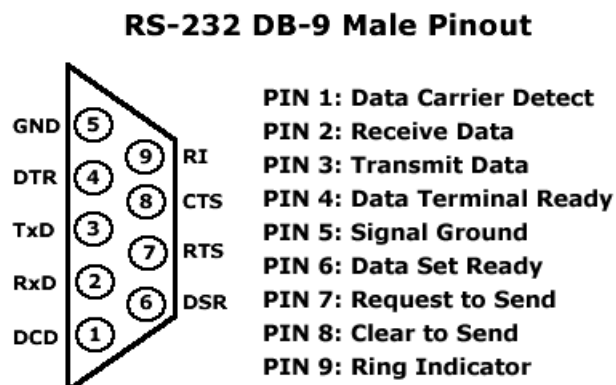 RS-232 DB-9 Male Pinout
GND 5
9 RI
DTR 4
8 CTS
TxD 3
7 RTS
RxD 2
6 DSR
DCD 1
PIN 1: Data Carrier Detect
PIN 2: Receive Data
PIN 3: Transmit Data
PIN 4: Data Terminal Ready
PIN 5: Signal Ground
PIN 6: Data Set Ready
PIN 7: Request to Send
PIN 8: Clear to Send
PIN 9: Ring Indicator